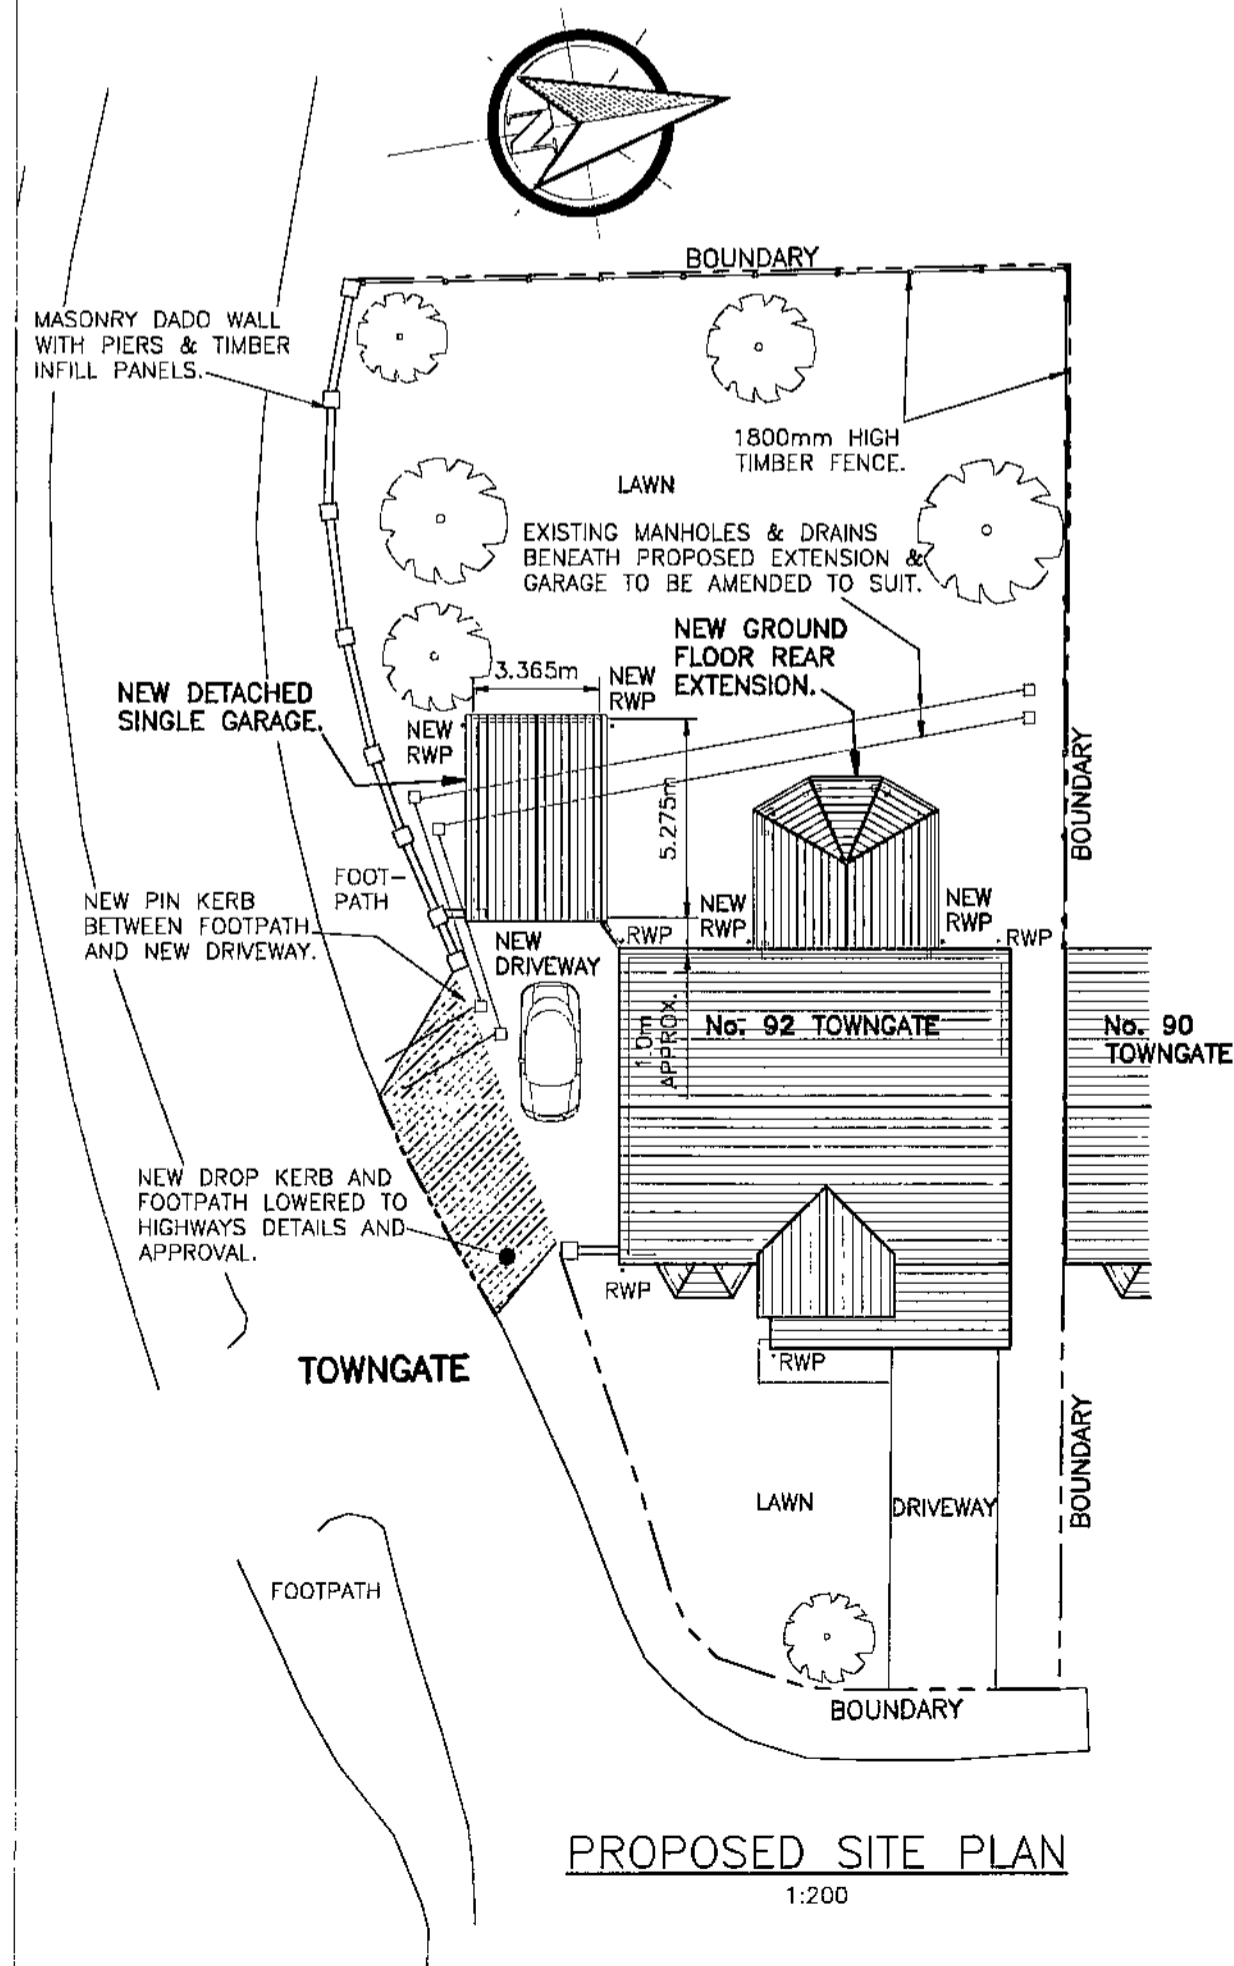 N
BOUNDARY
MASONRY DADO WALL
WITH PIERS & TIMBER
INFILL PANELS.
1800mm HIGH
TIMBER FENCE.
LAWN
EXISTING MANHOLES & DRAINS
BENEATH PROPOSED EXTENSION &
GARAGE TO BE AMENDED TO SUIT.
NEW GROUND
FLOOR REAR
EXTENSION.
3.365m
NEW
RWP
NEW DETACHED
SINGLE GARAGE.
NEW
RWP
5.275m
BOUNDARY
FOOT-
PATH
NEW PIN KERB
BETWEEN FOOTPATH
AND NEW DRIVEWAY.
NEW
RWP
NEW
RWP
RWP
RWP
NEW
DRIVEWAY
1.0m
APPROX.
No. 92 TOWNGATE
No. 90
TOWNGATE
NEW DROP KERB AND
FOOTPATH LOWERED TO
HIGHWAYS DETAILS AND
APPROVAL.
RWP
TOWNGATE
RWP
BOUNDARY
LAWN
DRIVEWAY
FOOTPATH
BOUNDARY
PROPOSED SITE PLAN
1:200